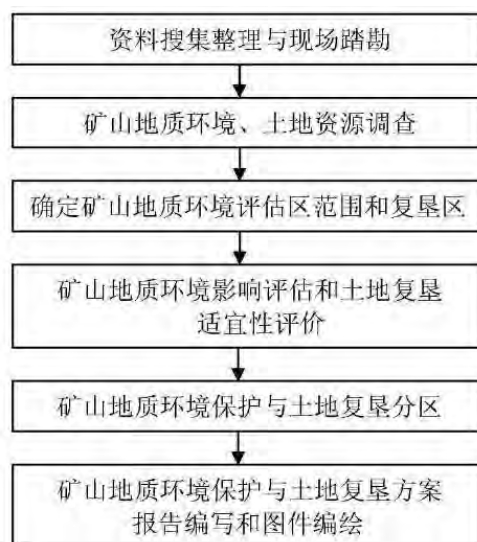 资料搜集整理与现场踏勘
矿山地质环境、土地资源调查
确定矿山地质环境评估区范围和复垦区
矿山地质环境影响评估和土地复垦
适宜性评价
矿山地质环境保护与土地复垦分区
矿山地质环境保护与土地复垦方案
报告编写和图件编绘